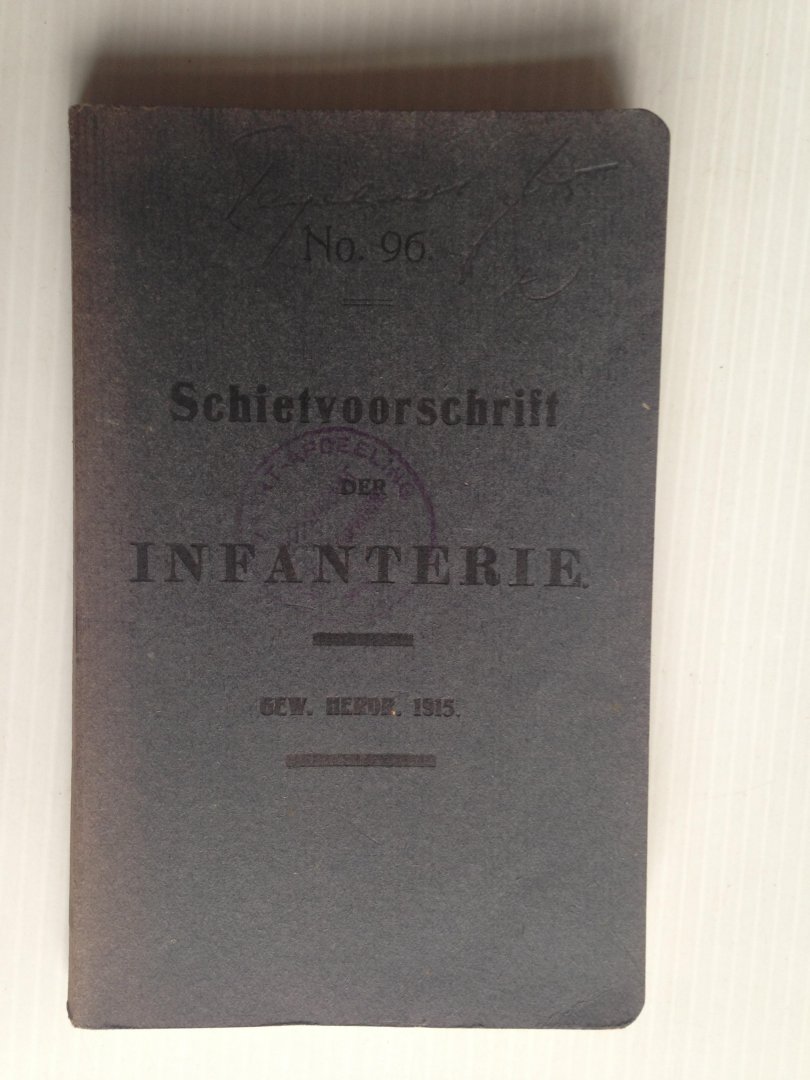 No. 96.
Schietvoorschrift
DER
INFANTERIE.
GEW. HERDR. 1915.